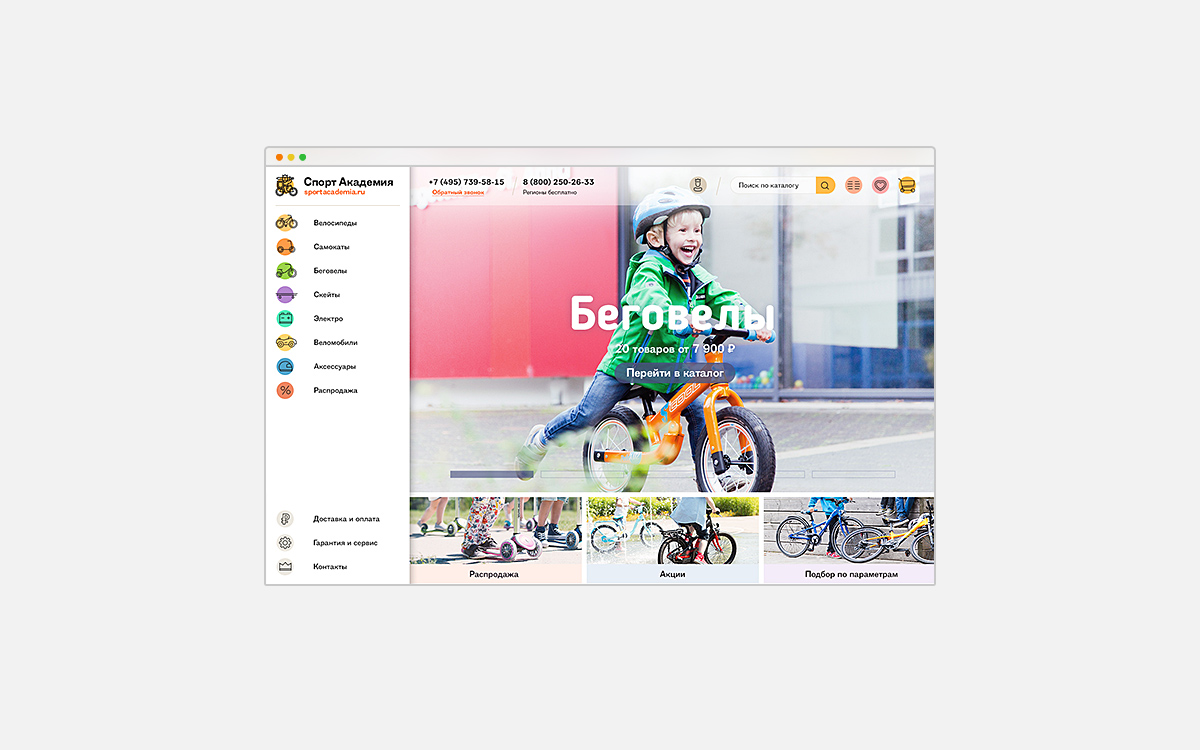 Спорт Академия
sportacademia.ru
+7 (495) 739-58-15
Обратный звонок
8 (800) 250-26-33
Регионы бесплатно
Поиск по каталогу
Велосипеды
Самокаты
Беговелы
Скейты
Электро
Веломобили
Аксессуары
%
Распродажа
Беговелы
20 товаров от 7 900 ₽
Перейти в каталог
Доставка и оплата
Гарантия и сервис
Контакты
Распродажа
Акции
Подбор по параметрам